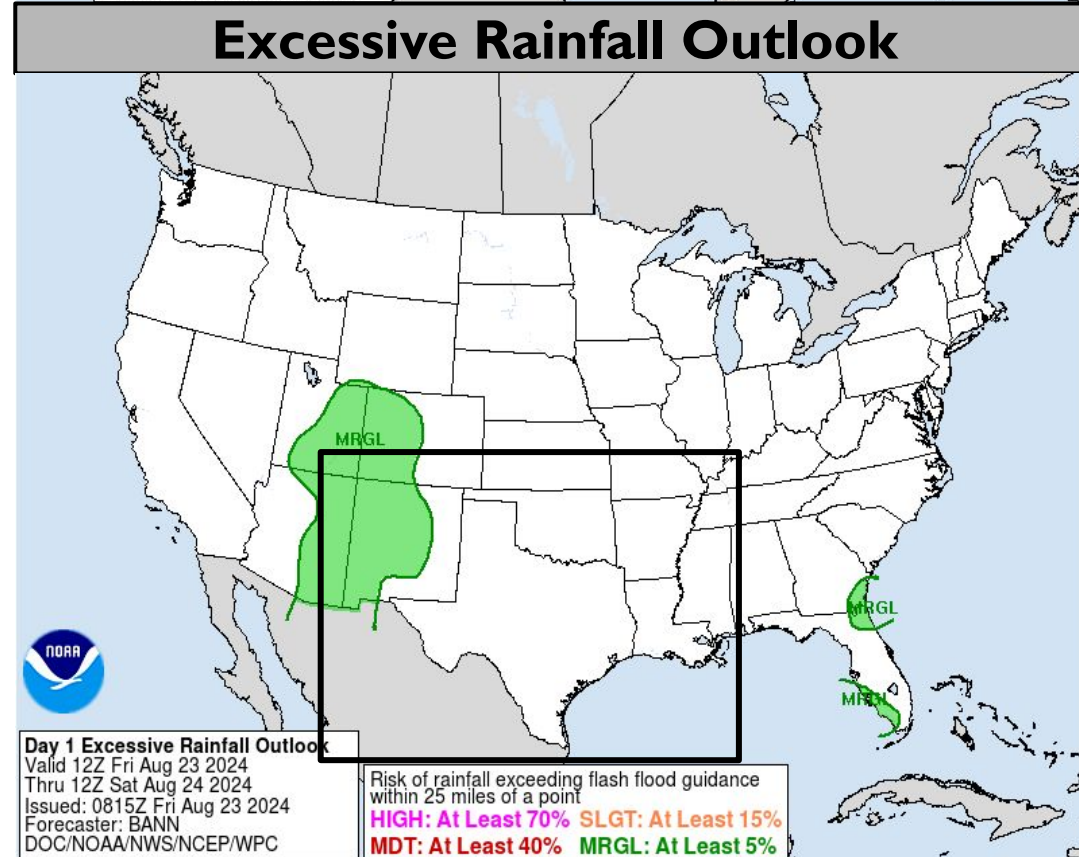 Excessive Rainfall Outlook
MRGL
MRGL
MRGL
NOAA
Day 1 Excessive Rainfall Outlook
Valid 12Z Fri Aug 23 2024
Thru 12Z Sat Aug 24 2024
Issued: 0815Z Fri Aug 23 2024
Forecaster: BANN
DOC/NOAA/NWS/NCEP/WPC
Risk of rainfall exceeding flash flood guidance
within 25 miles of a point
HIGH: At Least 70% SLGT: At Least 15%
MDT: At Least 40% MRGL: At Least 5%